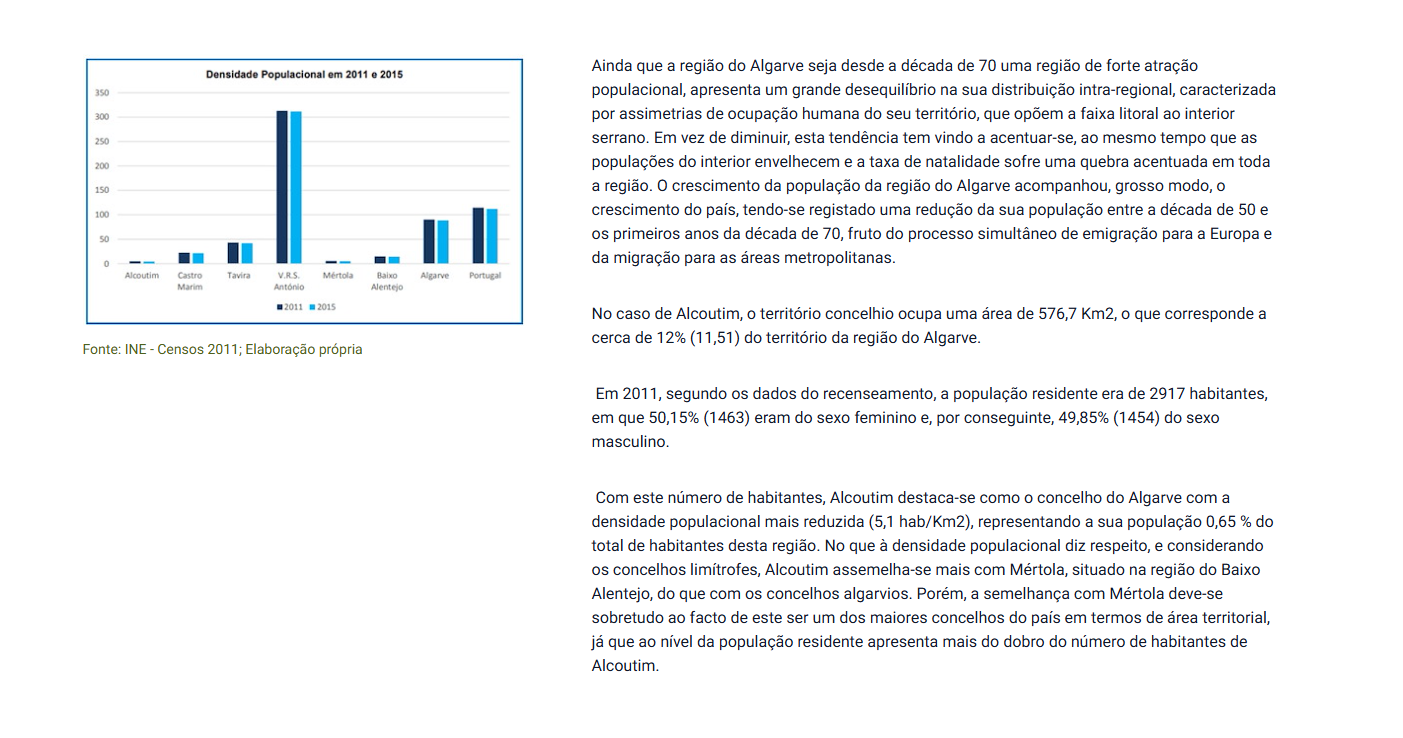 Densidade Populacional em 2011 e 2015
350
300
250
200
150
100
50
0
Alcoutim
Castro
Marim
Tavira
V.R.S.
António
Mértola
Baixo
Alentejo
Algarve
Portugal
2011 2015
Fonte: INE - Censos 2011; Elaboração própria
Ainda que a região do Algarve seja desde a década de 70 uma região de forte atração
populacional, apresenta um grande desequilíbrio na sua distribuição intra-regional, caracterizada
por assimetrias de ocupação humana do seu território, que opõem a faixa litoral ao interior
serrano. Em vez de diminuir, esta tendência tem vindo a acentuar-se, ao mesmo tempo que as
populações do interior envelhecem e a taxa de natalidade sofre uma quebra acentuada em toda
a região. O crescimento da população da região do Algarve acompanhou, grosso modo, o
crescimento do país, tendo-se registado uma redução da sua população entre a década de 50 e
os primeiros anos da década de 70, fruto do processo simultâneo de emigração para a Europa e
da migração para as áreas metropolitanas.
No caso de Alcoutim, o território concelhio ocupa uma área de 576,7 Km2, o que corresponde a
cerca de 12% (11,51) do território da região do Algarve.
Em 2011, segundo os dados do recenseamento, a população residente era de 2917 habitantes,
em que 50,15% (1463) eram do sexo feminino e, por conseguinte, 49,85% (1454) do sexo
masculino.
Com este número de habitantes, Alcoutim destaca-se como o concelho do Algarve com a
densidade populacional mais reduzida (5,1 hab/Km2), representando a sua população 0,65 % do
total de habitantes desta região. No que à densidade populacional diz respeito, e considerando
os concelhos limítrofes, Alcoutim assemelha-se mais com Mértola, situado na região do Baixo
Alentejo, do que com os concelhos algarvios. Porém, a semelhança com Mértola deve-se
sobretudo ao facto de este ser um dos maiores concelhos do país em termos de área territorial,
já que ao nível da população residente apresenta mais do dobro do número de habitantes de
Alcoutim.